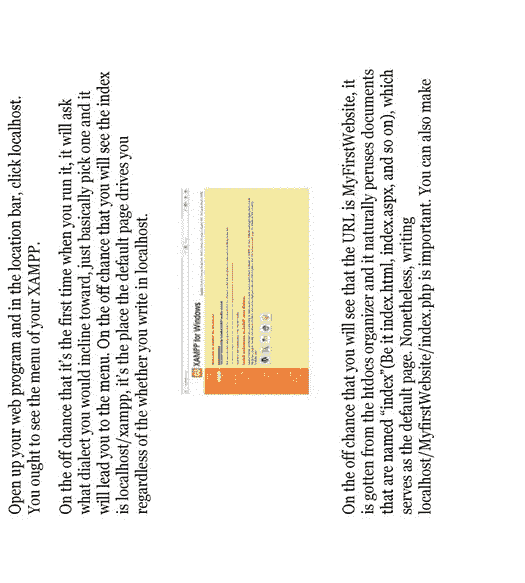 Open up your web program and in the location bar, click localhost.
You ought to see the menu of your XAMPP.
On the off chance that it's the first time when you run it, it will ask
what dialect you would incline toward, just basically pick one and it
will lead you to the menu. On the off chance that you will see the index
is localhost/xampp, it's the place the default page drives you
regardless of the whether you write in localhost.
XAMPP for Windows
On the off chance that you will see that the URL is MyFirstWebsite, it
is gotten from the htdocs organizer and it naturally peruses documents
that are named "index"(Be it index.html, index.aspx, and so on), which
serves as the default page. Nonetheless, writing
localhost/MyfirstWebsite/index.php is important. You can also make